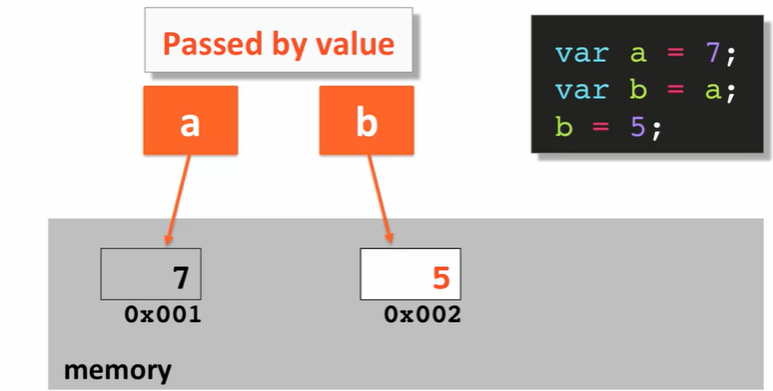 Passed by value
var a = 7;
var b = a;
b = 5;
a
b
7
5
0x001
0x002
memory